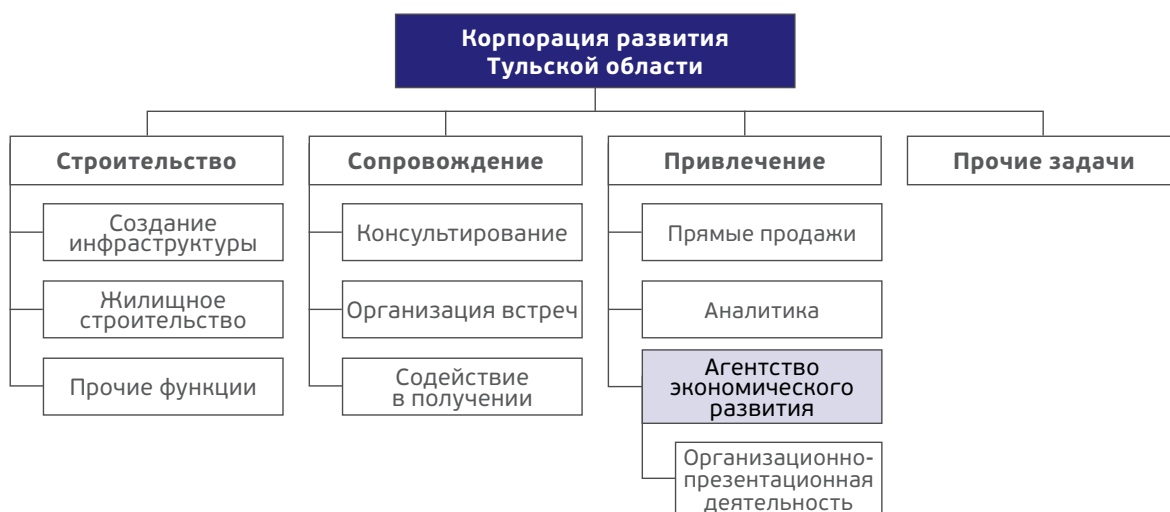 Корпорация развития
Тульской области
Строительство
Сопровождение
Привлечение
Прочие задачи
Создание
инфраструктуры
Консультирование
Прямые продажи
Жилищное
строительство
Организация встреч
Аналитика
Прочие функции
Содействие
в получении
Агентство
экономического
развития
Организационно-
презентационная
деятельность